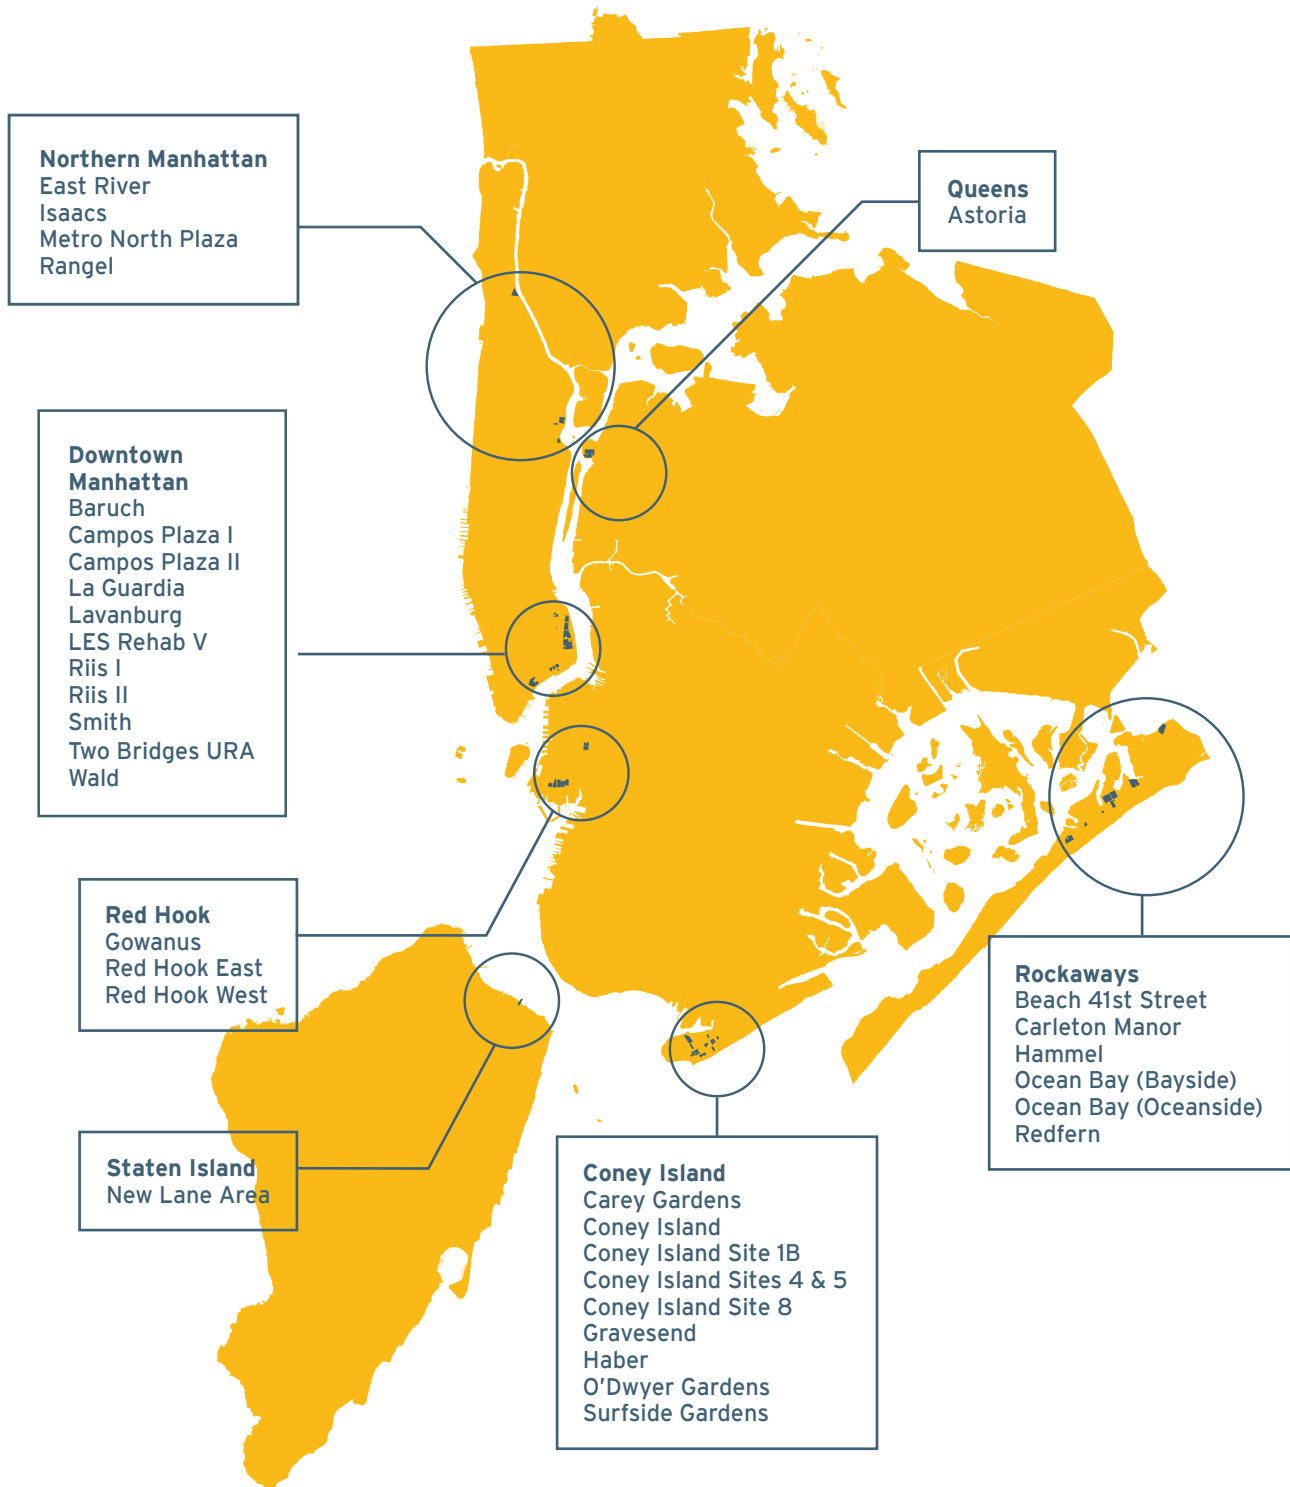 Northern Manhattan
East River
Isaacs
Metro North Plaza
Rangel
Queens
Astoria
Downtown
Manhattan
Baruch
Campos Plaza I
Campos Plaza II
La Guardia
Lavanburg
LES Rehab V
Riis I
Riis II
Smith
Two Bridges URA
Wald
Red Hook
Gowanus
Red Hook East
Red Hook West
Rockaways
Beach 41st Street
Carleton Manor
Hammel
Ocean Bay (Bayside)
Ocean Bay (Oceanside)
Redfern
Staten Island
New Lane Area
Coney Island
Carey Gardens
Coney Island
Coney Island Site 1B
Coney Island Sites 4 & 5
Coney Island Site 8
Gravesend
Haber
O'Dwyer Gardens
Surfside Gardens